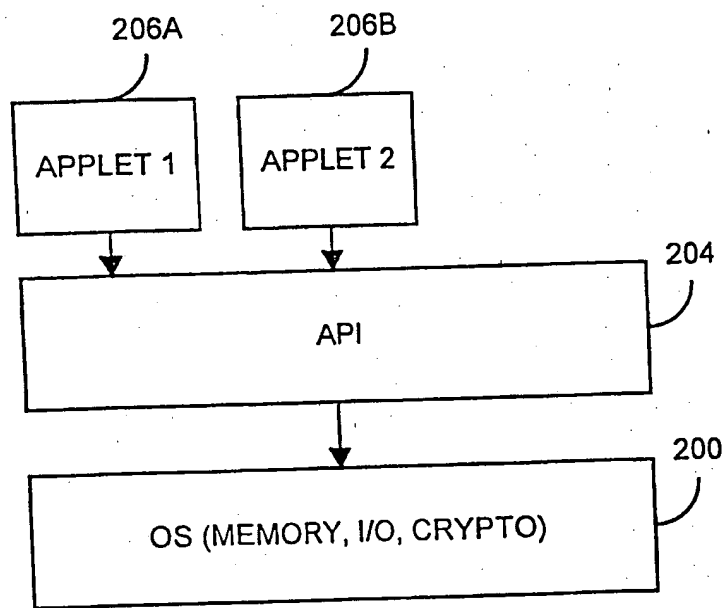 206A
206B
APPLET 1
APPLET 2
204
API
200
OS (MEMORY, I/O, CRYPTO)